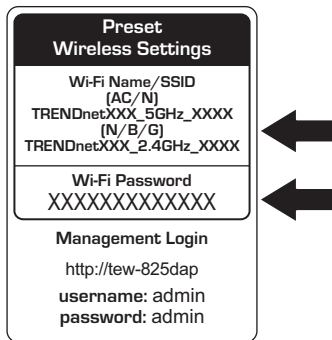 Preset
Wireless Settings
Wi-Fi Name/SSID
(AC/N)
TRENDnetXXX_5GHz_XXXX
(N/B/G)
TRENDnetXXX_2.4GHz_XXXX
Wi-Fi Password
XXXXXXXXXXXXX
Management Login
http://tew-825dap
username: admin
password: admin